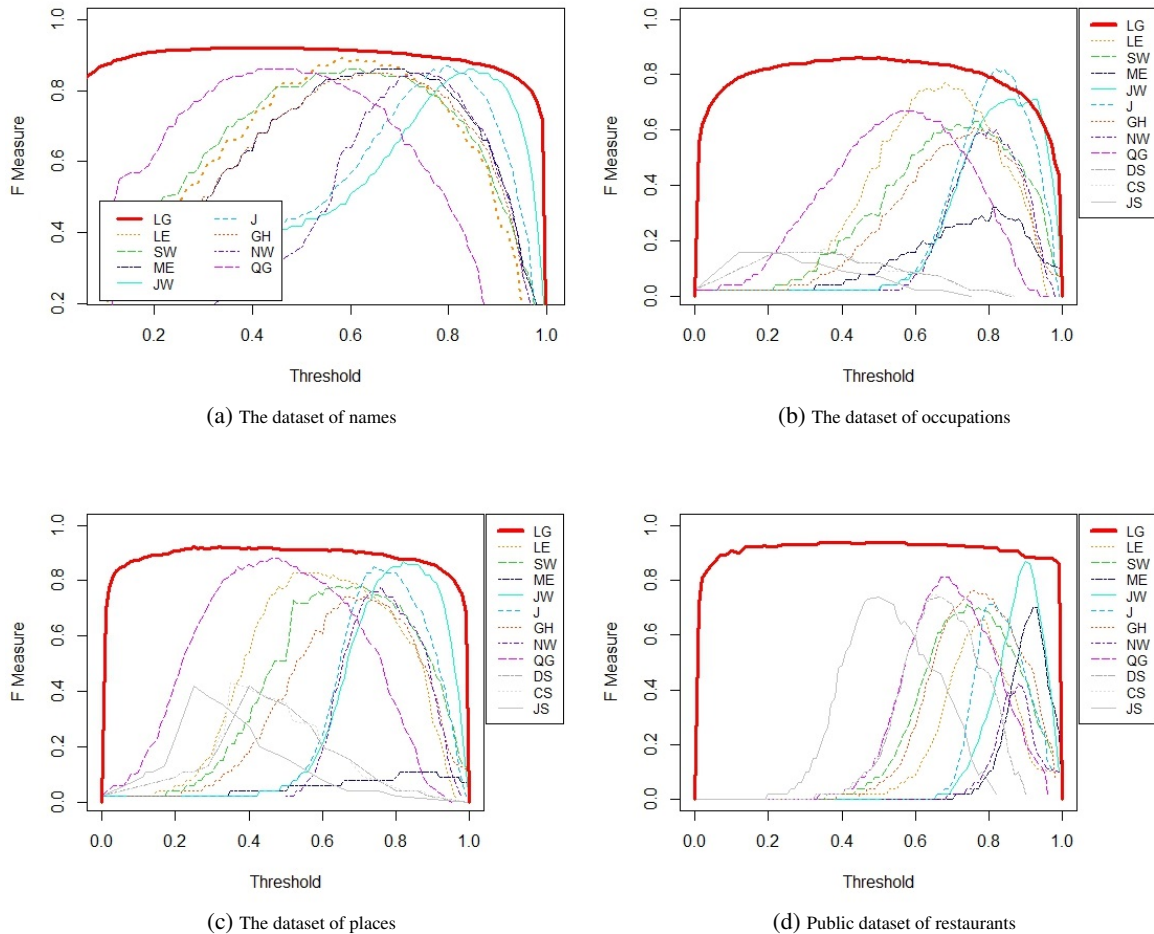 1.0
0.8
0.6
0.4
0.2
F Measure
LG
LE
SW
ME
JW
J
GH
NW
QG
0.2
0.4
0.6
0.8
1.0
Threshold
(a) The dataset of names
1.0
0.8
0.6
0.4
0.2
0.0
F Measure
LG
LE
SW
ME
JW
J
GH
NW
QG
DS
CS
JS
0.0
0.2
0.4
0.6
0.8
1.0
Threshold
(b) The dataset of occupations
1.0
0.8
0.6
0.4
0.2
0.0
F Measure
LG
LE
SW
ME
JW
J
GH
NW
QG
DS
CS
JS
0.0
0.2
0.4
0.6
0.8
1.0
Threshold
(c) The dataset of places
1.0
0.8
0.6
0.4
0.2
0.0
F Measure
LG
LE
SW
ME
JW
J
GH
NW
QG
DS
CS
JS
0.0
0.2
0.4
0.6
0.8
1.0
Threshold
(d) Public dataset of restaurants